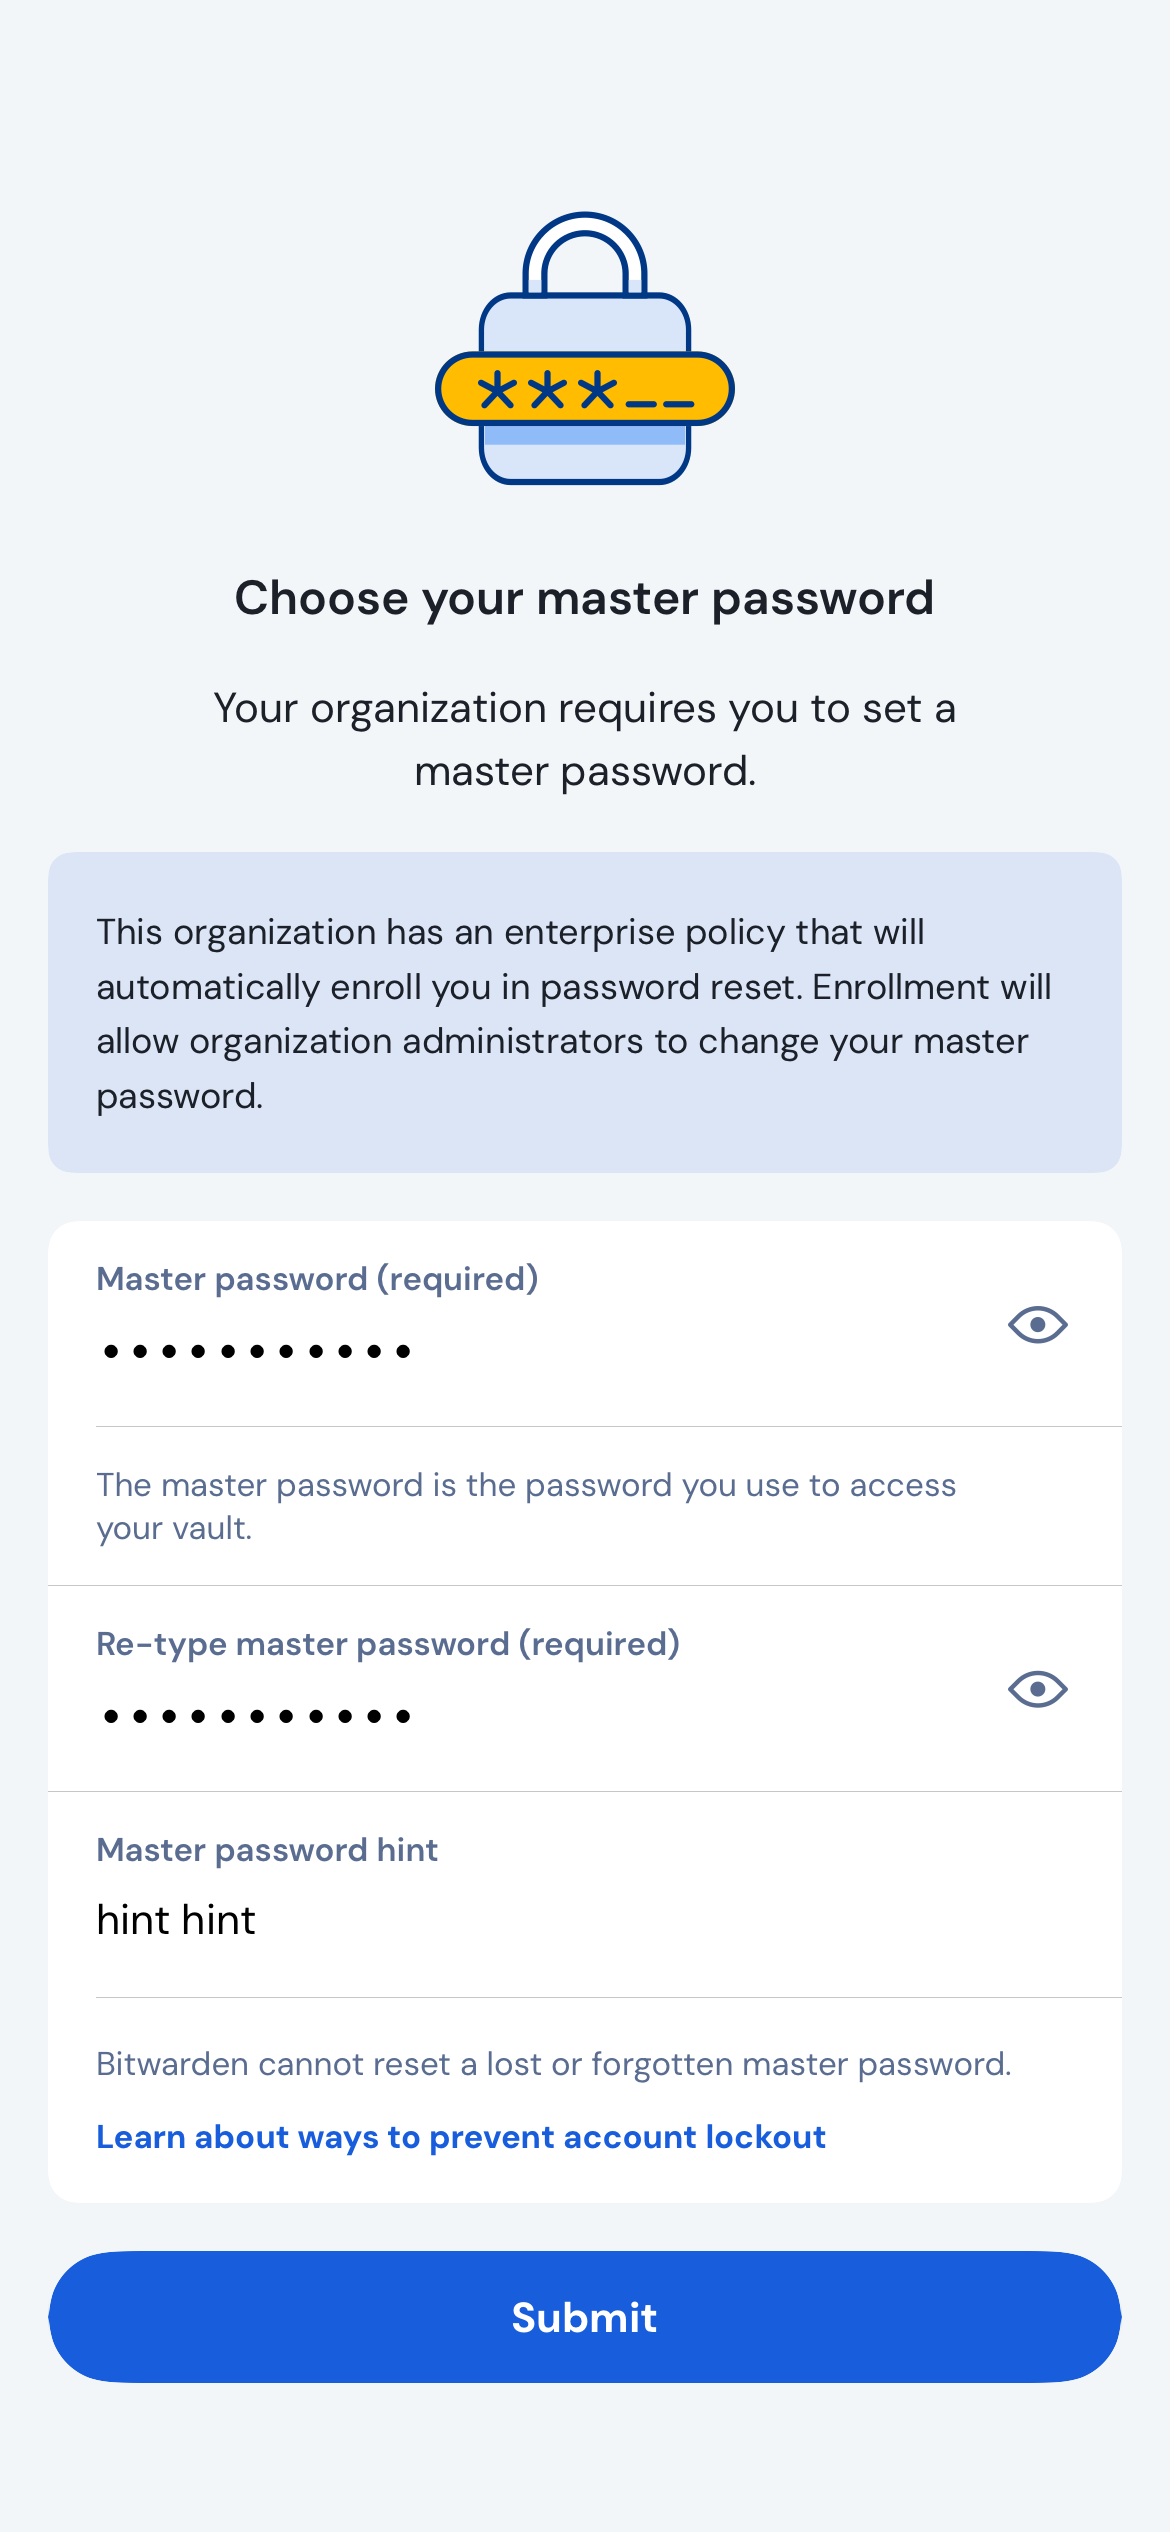 ***__
Choose your master password
Your organization requires you to set a
master password.
This organization has an enterprise policy that will
automatically enroll you in password reset. Enrollment will
allow organization administrators to change your master
password.
Master password (required)
•••••••••••
The master password is the password you use to access
your vault.
Re-type master password (required)
•••••••••••
Master password hint
hint hint
Bitwarden cannot reset a lost or forgotten master password.
Learn about ways to prevent account lockout
Submit